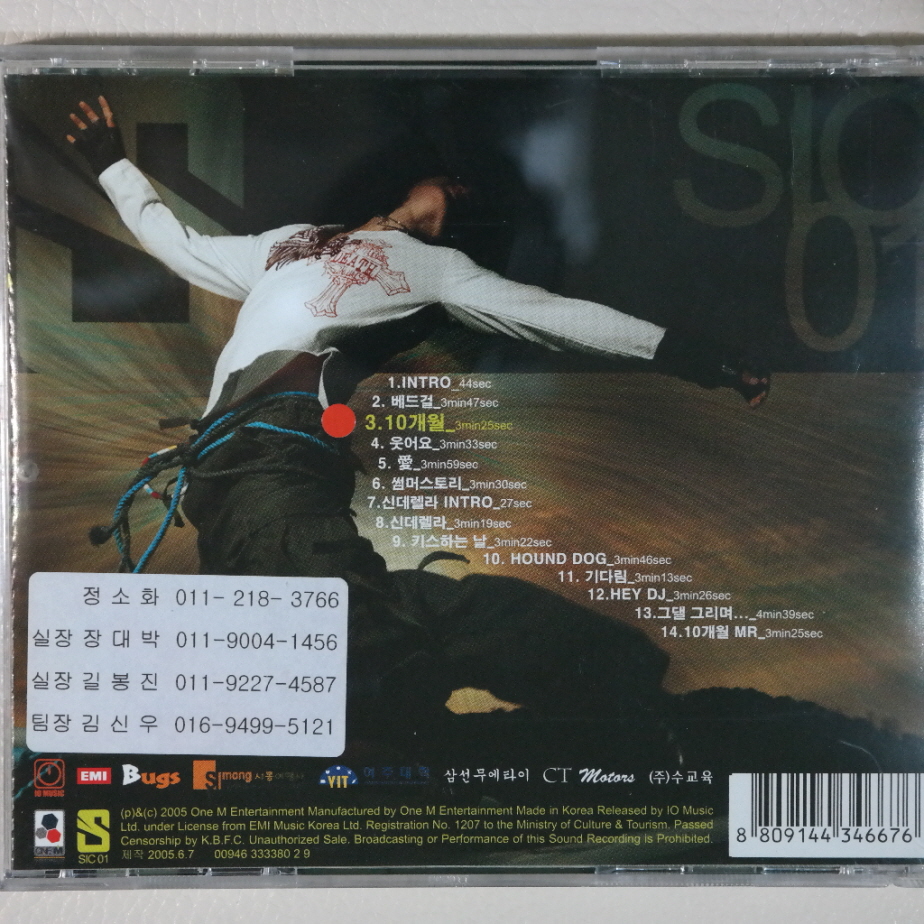 SIC
01
DEATH
1.INTRO_44sec
2. 베드걸_3min47sec
3.10개월_3min25sec
4. 웃어요_3min33sec
5. 愛_3min59sec
6. 썸머스토리_3min30sec
7.신데렐라 INTRO_27sec
8.신데렐라_3min19sec
9. 키스하는 날_3min22sec
10. HOUND DOG_3min46sec
11. 기다림_3min13sec
12.HEY DJ_3min26sec
13.그댈 그리며..._4min39sec
14.10개월 MR_3min25sec
정소화 011-218-3766
실장 장대박 011-9004-1456
실장 길봉진 011-9227-4587
팀장 김신우 016-9499-5121
IO MUSIC EMI Bugs Simong YIT 여주대학 삼선무에타이 CT Motors (주)수교육
ONE M SIC 01
(p)&(c) 2005 One M Entertainment Manufactured by One M Entertainment Made in Korea Released by IO Music
Ltd. under License from EMI Music Korea Ltd. Registration No. 1207 to the Ministry of Culture & Tourism. Passed
Censorship by K.B.F.C. Unauthorized Sale. Broadcasting or Performance of this Sound Recording is Prohibited.
제작 2005.6.7 00946 333380 2 9
8 809144 346676